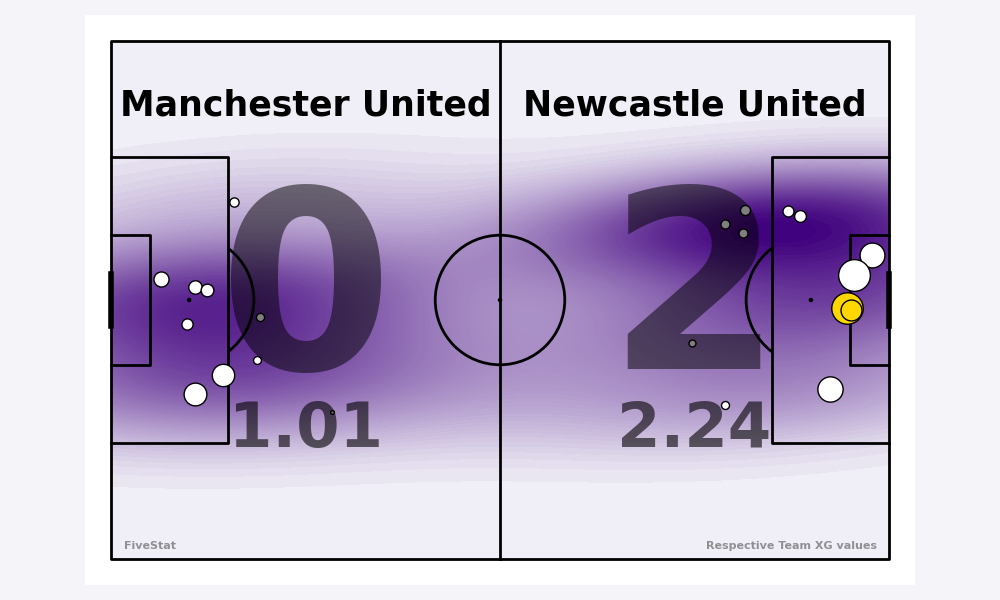 Manchester United
Newcastle United
0
2
1.01
2.24
FiveStat
Respective Team XG values